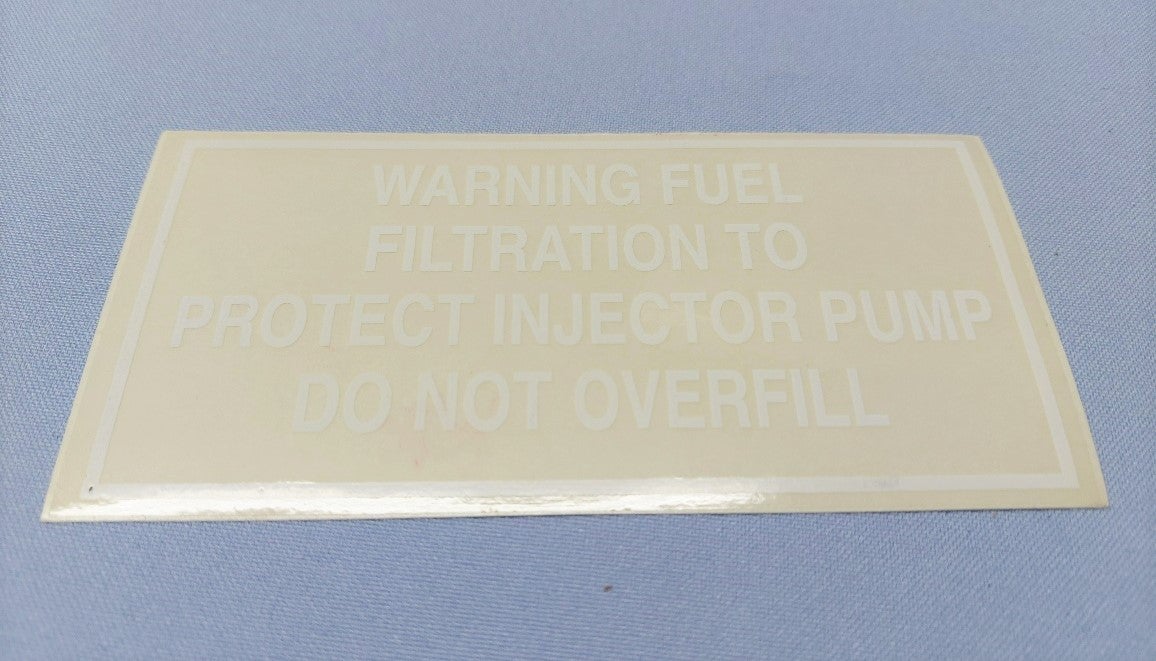 WARNING FUEL
FILTRATION TO
PROTECT INJECTOR PUMP
DO NOT OVERFILL